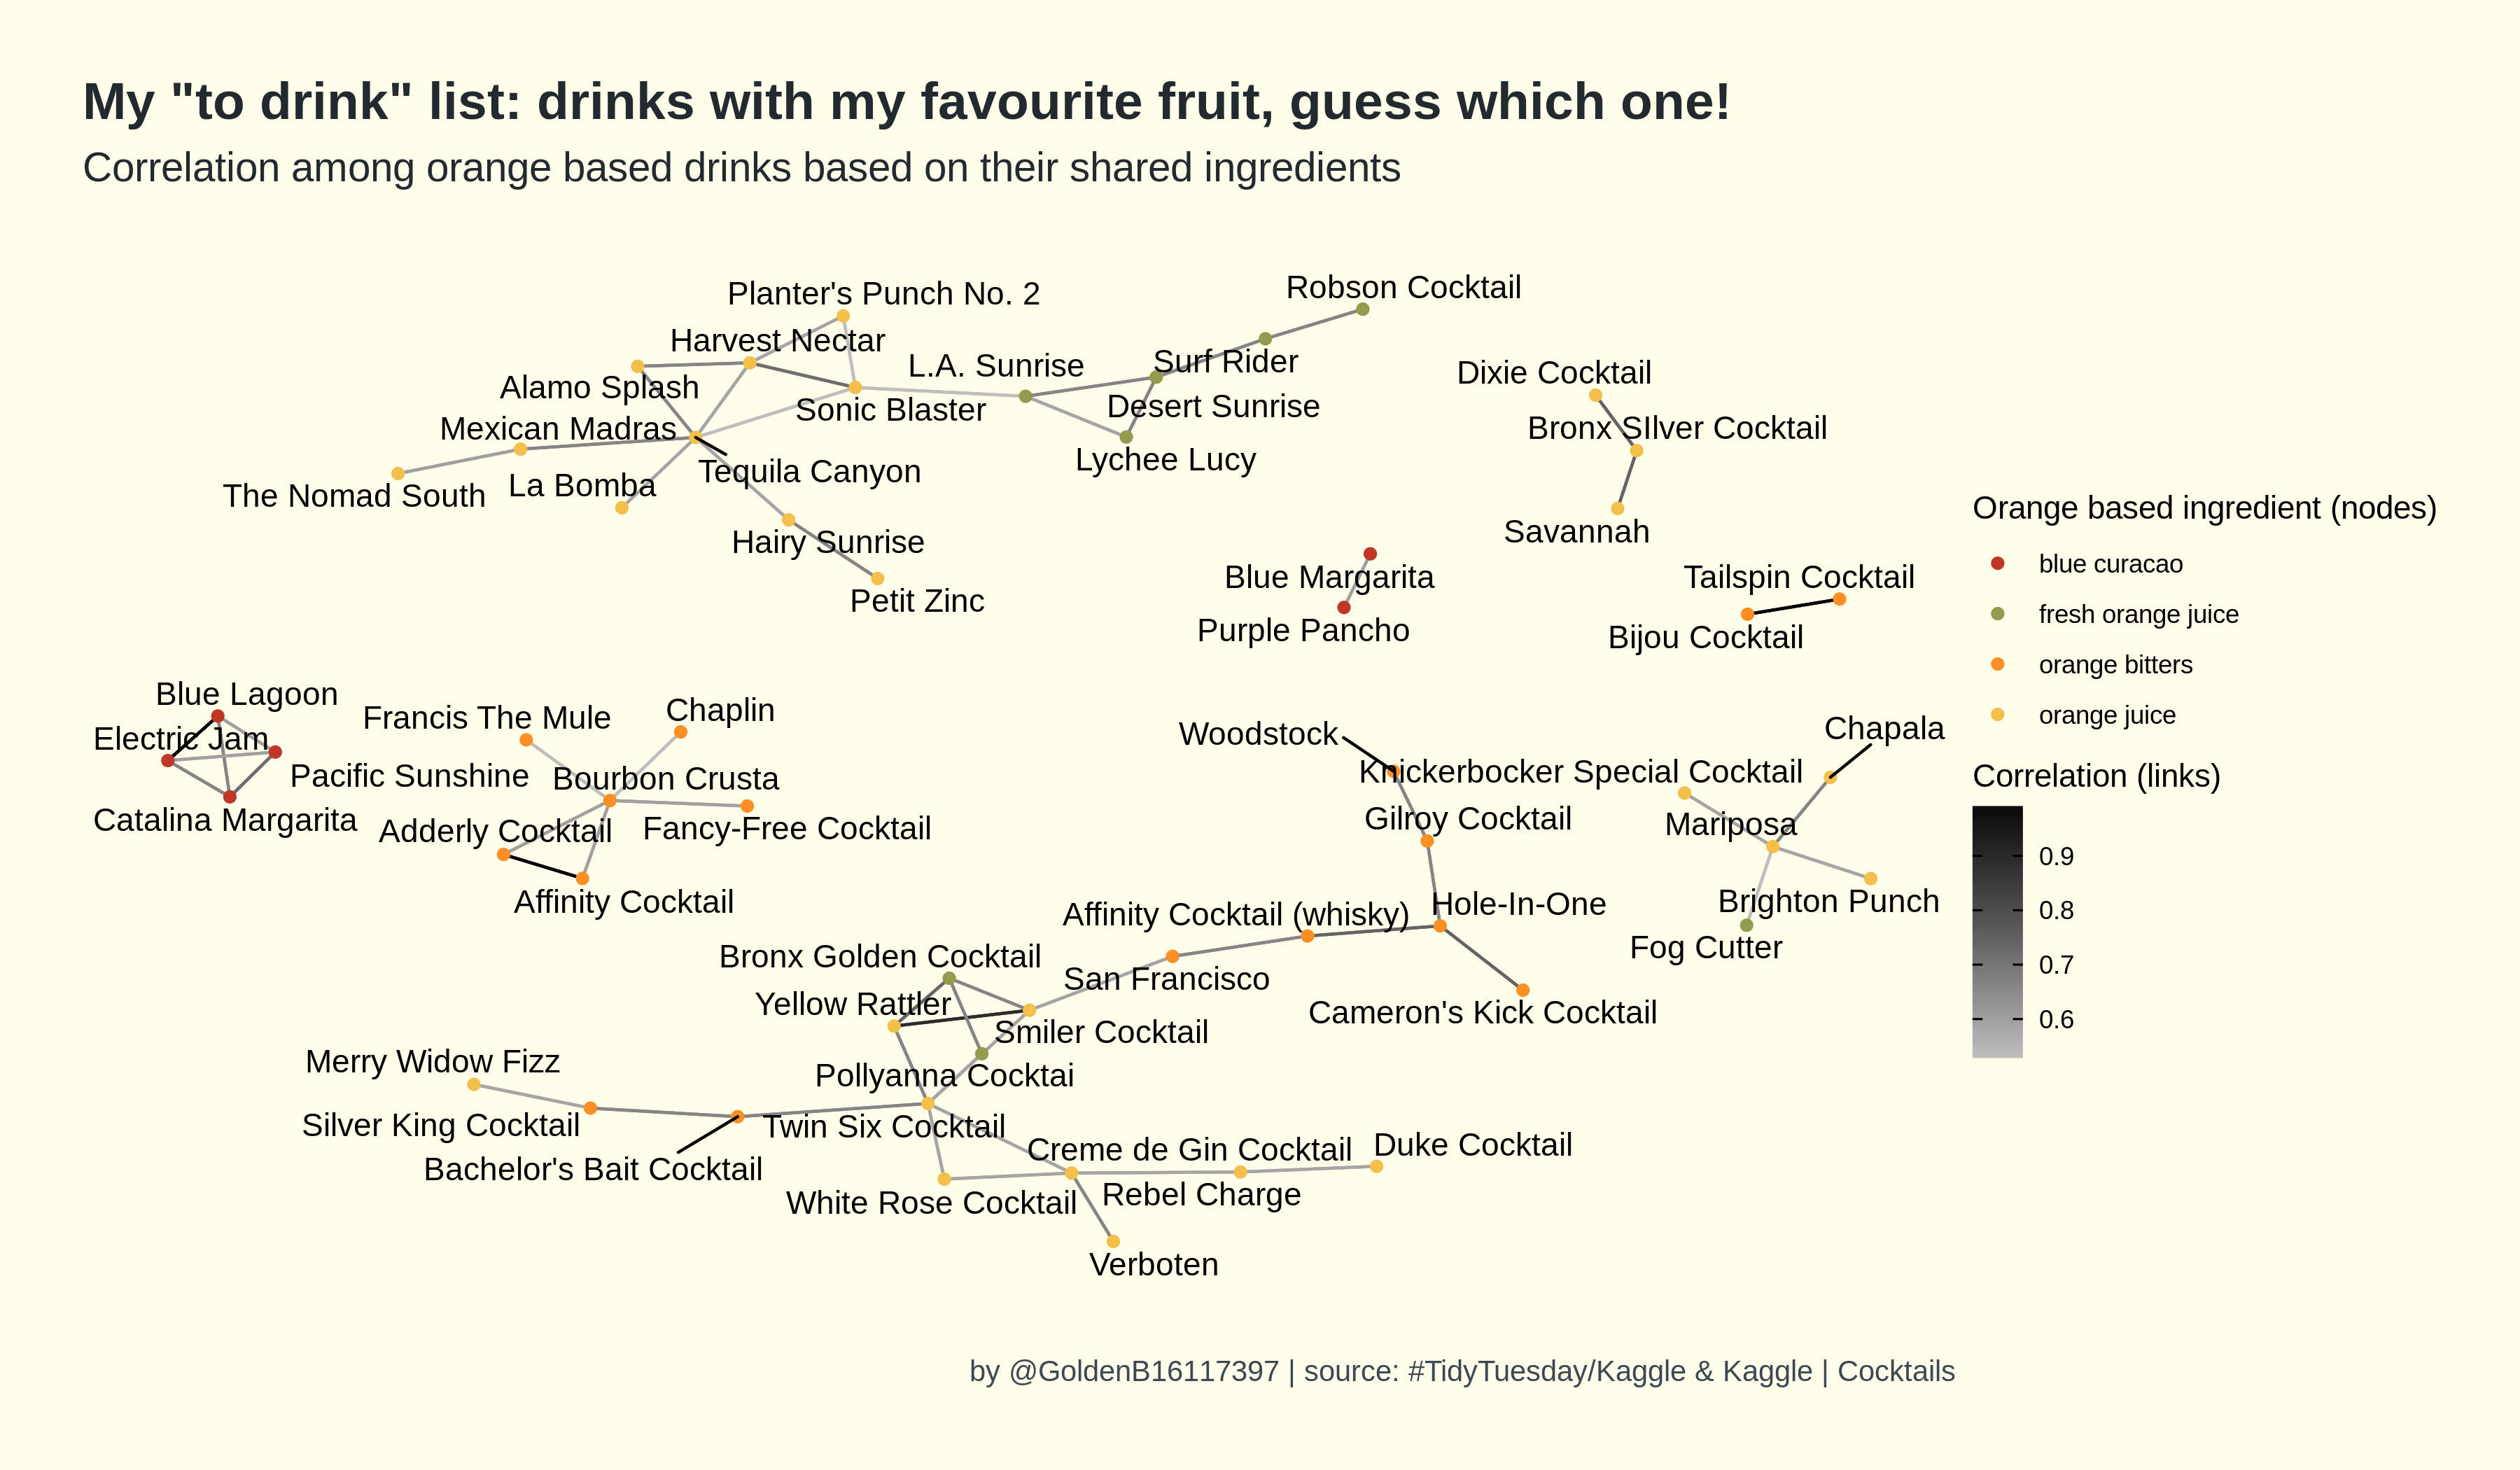 My "to drink" list: drinks with my favourite fruit, guess which one!
Correlation among orange based drinks based on their shared ingredients
Planter's Punch No. 2
Robson Cocktail
Harvest Nectar
L.A. Sunrise
Surf Rider
Dixie Cocktail
Alamo Splash
Sonic Blaster
Desert Sunrise
Mexican Madras
Bronx SIlver Cocktail
Tequila Canyon
Lychee Lucy
The Nomad South
La Bomba
Savannah
Hairy Sunrise
Petit Zinc
Blue Margarita
Purple Pancho
Tailspin Cocktail
Bijou Cocktail
Blue Lagoon
Electric Jam
Pacific Sunshine
Catalina Margarita
Francis The Mule
Chaplin
Bourbon Crusta
Adderly Cocktail
Fancy-Free Cocktail
Affinity Cocktail
Woodstock
Knickerbocker Special Cocktail
Chapala
Gilroy Cocktail
Mariposa
Brighton Punch
Fog Cutter
Hole-In-One
Affinity Cocktail (whisky)
San Francisco
Cameron's Kick Cocktail
Bronx Golden Cocktail
Yellow Rattler
Smiler Cocktail
Pollyanna Cocktai
Merry Widow Fizz
Silver King Cocktail
Twin Six Cocktail
Bachelor's Bait Cocktail
Creme de Gin Cocktail
Duke Cocktail
White Rose Cocktail
Rebel Charge
Verboten
Orange based ingredient (nodes)
blue curacao
fresh orange juice
orange bitters
orange juice
Correlation (links)
0.9
0.8
0.7
0.6
by @GoldenB16117397 | source: #TidyTuesday/Kaggle & Kaggle | Cocktails